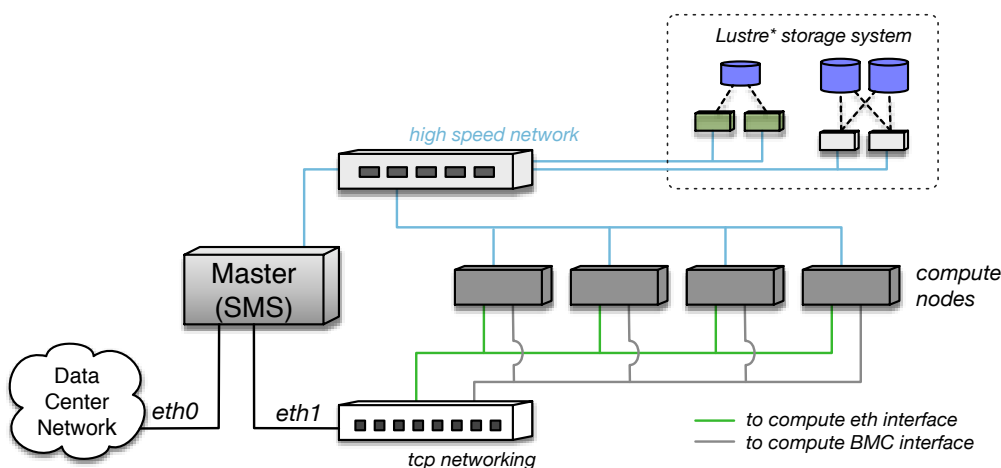 Lustre* storage system
high speed network
Master
(SMS)
compute
nodes
Data
Center
Network
eth0
eth1
to compute eth interface
to compute BMC interface
tcp networking